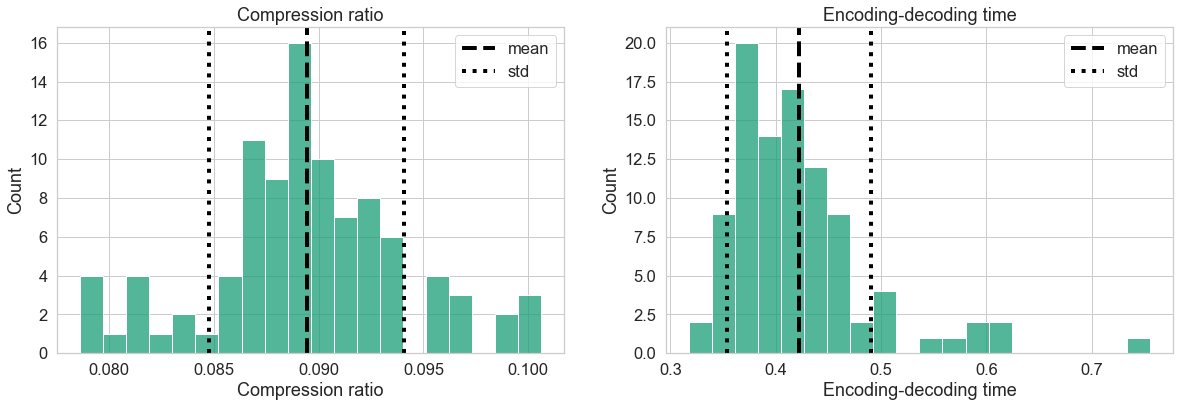 Compression ratio
Count
16
14
12
10
8
6
4
2
0
mean
std
0.080
0.085
0.090
0.095
0.100
Compression ratio
Encoding-decoding time
Count
20.0
17.5
15.0
12.5
10.0
7.5
5.0
2.5
0.0
mean
std
0.3
0.4
0.5
0.6
0.7
Encoding-decoding time